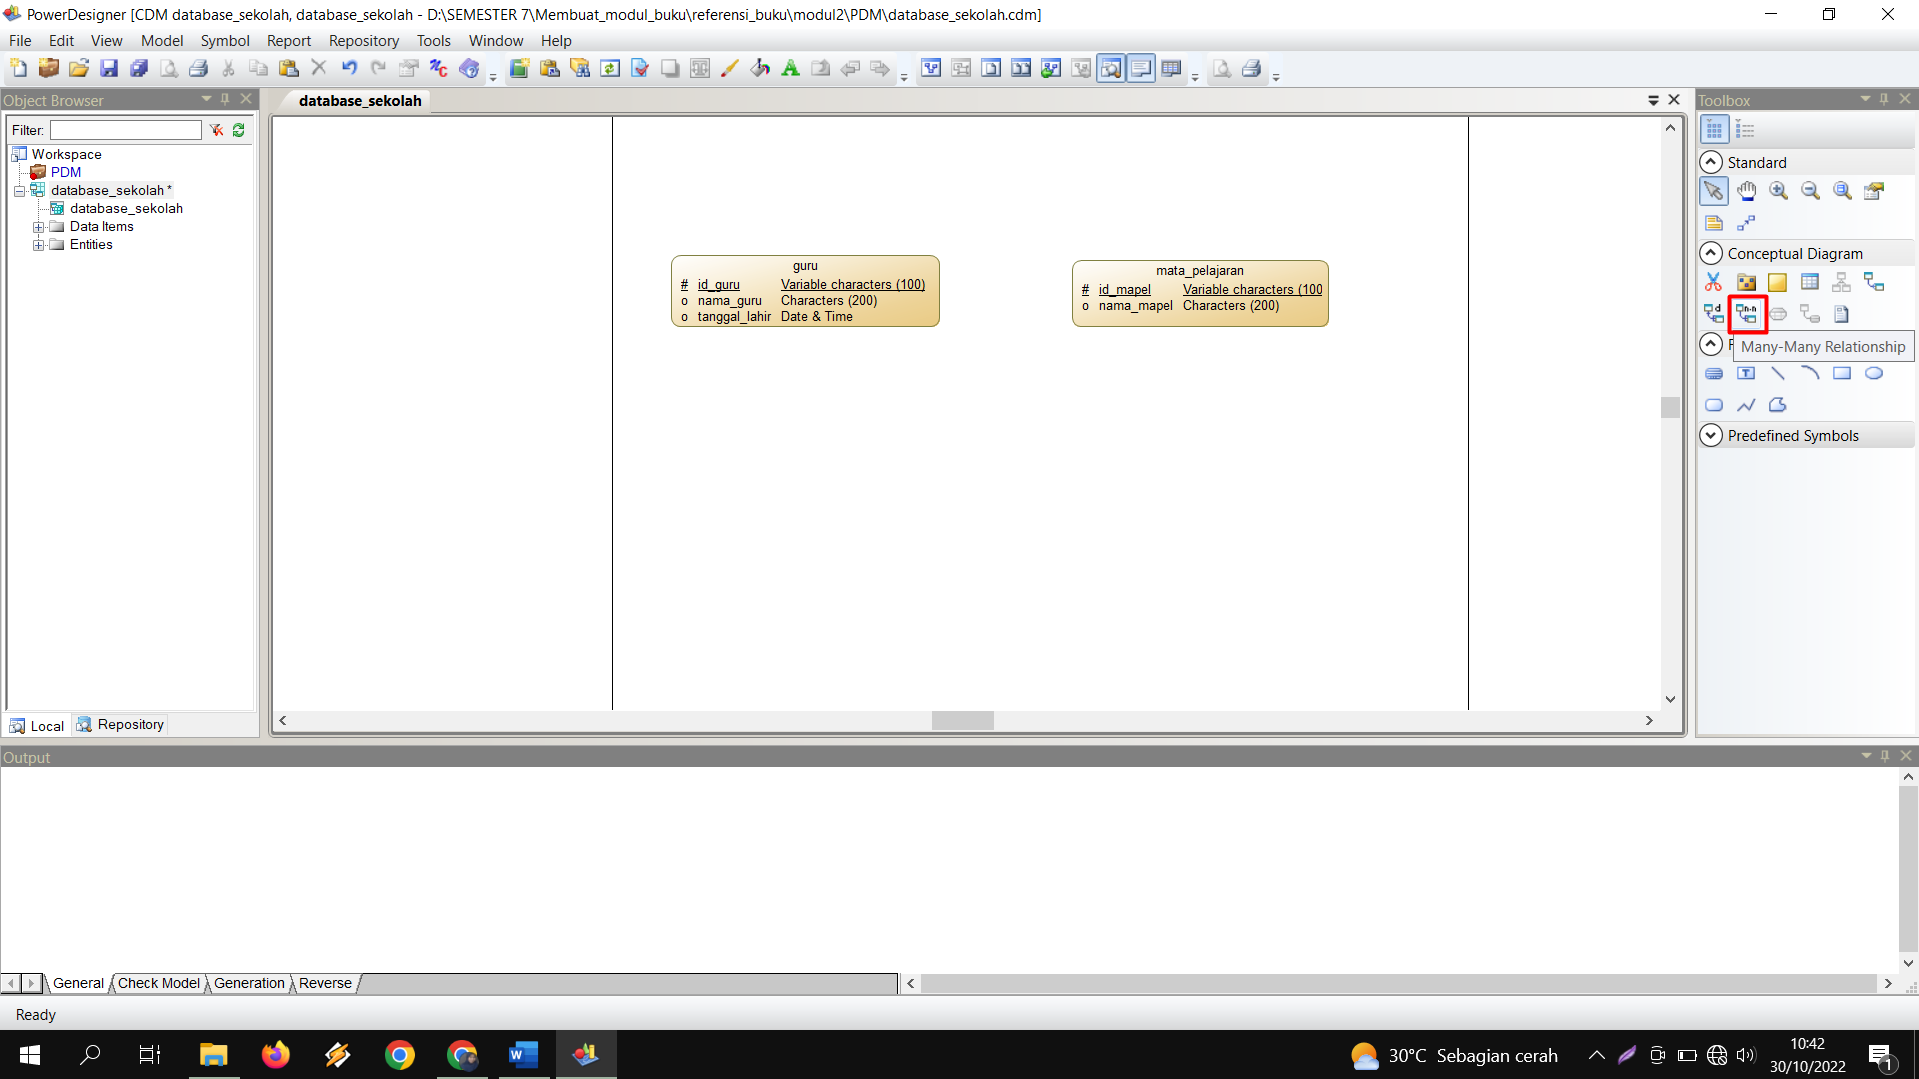 PowerDesigner [CDM database_sekolah, database_sekolah - D:\SEMESTER 7\Membuat_modul_buku\referensi_buku\modul2\PDM\database_sekolah.cdm]
File Edit View Model Symbol Report Repository Tools Window Help
Object Browser
Filter:
Workspace
PDM
database_sekolah *
database_sekolah
Data Items
Entities
Local
Repository
database_sekolah
guru
# id_guru Variable characters (100)
o nama_guru Characters (200)
o tanggal_lahir Date & Time
mata_pelajaran
# id_mapel Variable characters (100
o nama_mapel Characters (200)
Toolbox
Standard
Conceptual Diagram
Many-Many Relationship
Predefined Symbols
Output
General
Check Model
Generation
Reverse
Ready
30°C Sebagian cerah
10:42
30/10/2022
1